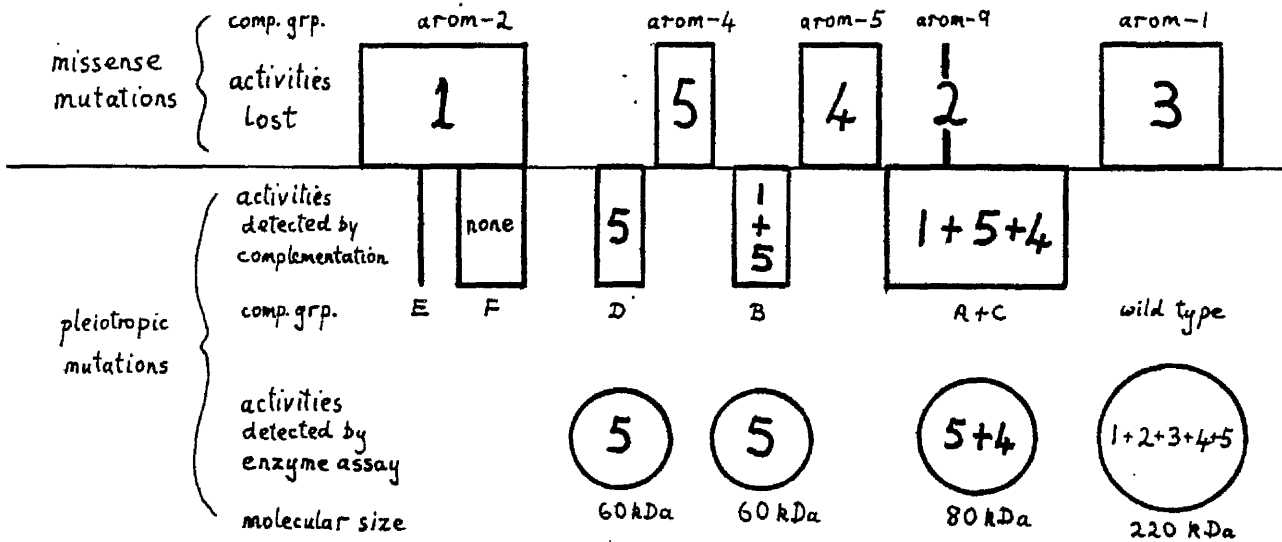 comp. grp. arom-2 arom-4 arom-5 arom-9 arom-1
missense mutations
activities lost
1 5 4 2 3
activities detected by complementation
none 5 1 + 5 1+5+4
pleiotropic mutations
comp. grp. E F D B A+C wild type
activities detected by enzyme assay
5 5 5+4 1+2+3+4+5
molecular size 60 kDa 60 kDa 80 kDa 220 kDa